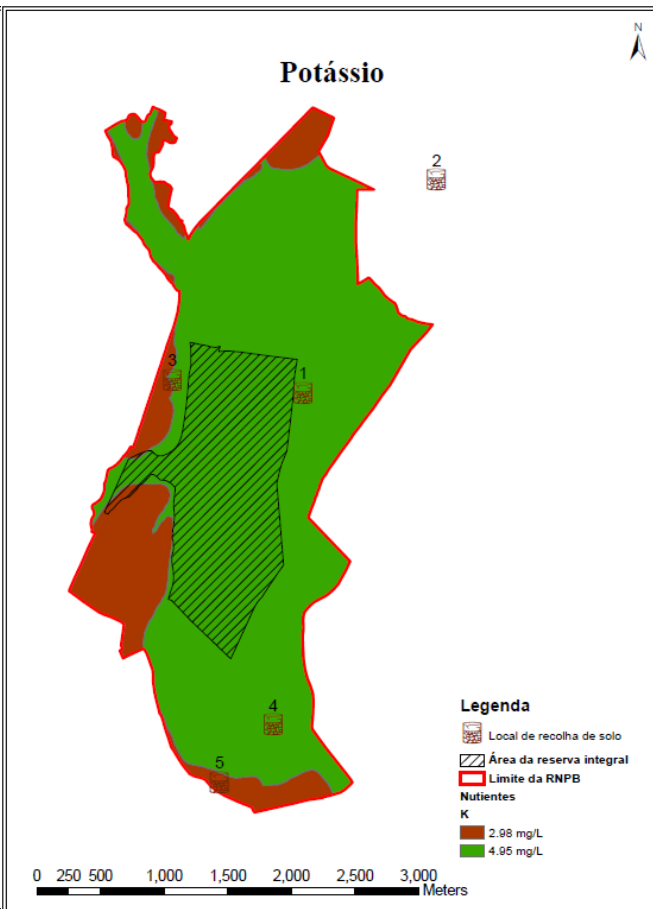 N
Potássio
2
3
1
4
5
Legenda
Local de recolha de solo
Área da reserva integral
Limite da RNPB
Nutientes
K
2.98 mg/L
4.95 mg/L
0 250 500 1,000 1,500 2,000 2,500 3,000
Meters